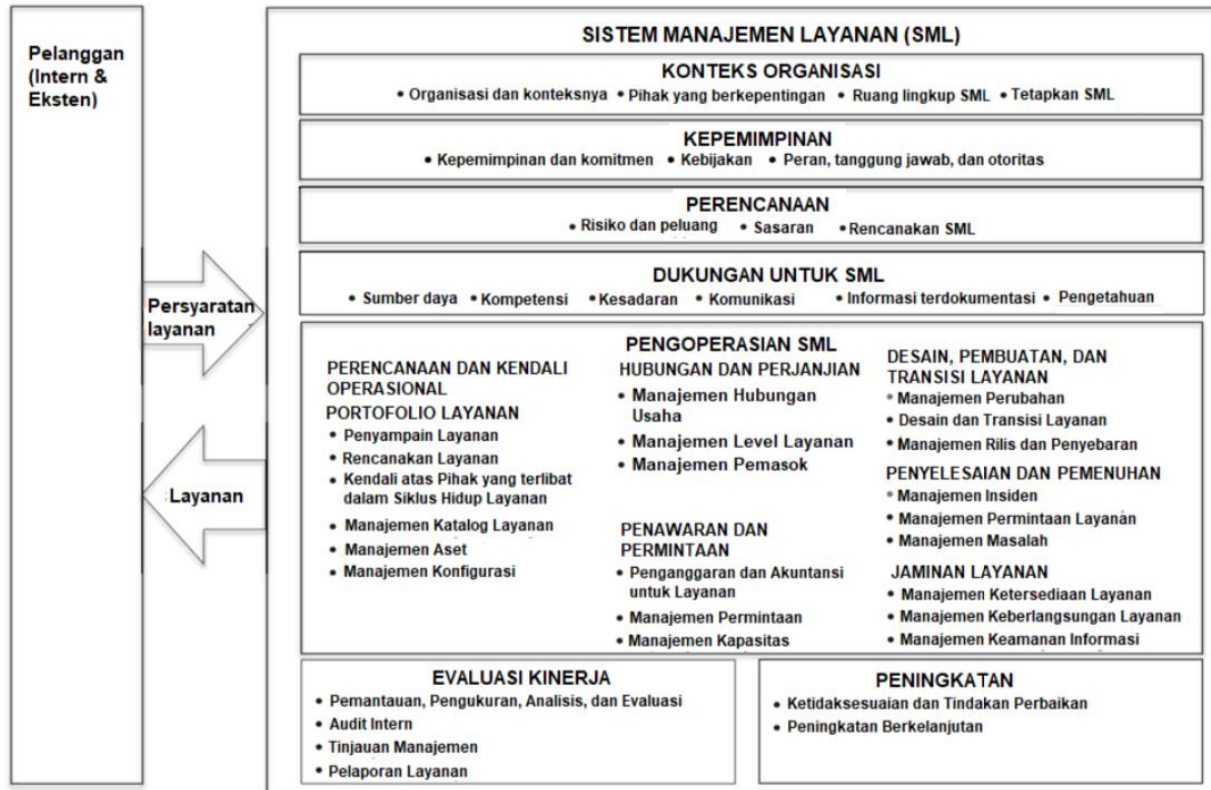 Pelanggan
(Intern &
Eksten)
Persyaratan
layanan
Layanan
SISTEM MANAJEMEN LAYANAN (SML)
KONTEKS ORGANISASI
• Organisasi dan konteksnya • Pihak yang berkepentingan • Ruang lingkup SML • Tetapkan SML
KEPEMIMPINAN
• Kepemimpinan dan komitmen • Kebijakan • Peran, tanggung jawab, dan otoritas
PERENCANAAN
• Risiko dan peluang • Sasaran • Rencanakan SML
DUKUNGAN UNTUK SML
• Sumber daya • Kompetensi • Kesadaran • Komunikasi • Informasi terdokumentasi • Pengetahuan
PENGOPERASIAN SML
PERENCANAAN DAN KENDALI
OPERASIONAL
PORTOFOLIO LAYANAN
• Penyampain Layanan
• Rencanakan Layanan
• Kendali atas Pihak yang terlibat
dalam Siklus Hidup Layanan
• Manajemen Katalog Layanan
• Manajemen Aset
• Manajemen Konfigurasi
HUBUNGAN DAN PERJANJIAN
• Manajemen Hubungan
Usaha
• Manajemen Level Layanan
• Manajemen Pemasok
PENAWARAN DAN
PERMINTAAN
• Penganggaran dan Akuntansi
untuk Layanan
• Manajemen Permintaan
• Manajemen Kapasitas
DESAIN, PEMBUATAN, DAN
TRANSISI LAYANAN
• Manajemen Perubahan
• Desain dan Transisi Layanan
• Manajemen Rilis dan Penyebaran
PENYELESAIAN DAN PEMENUHAN
• Manajemen Insiden
• Manajemen Permintaan Layanan
• Manajemen Masalah
JAMINAN LAYANAN
• Manajemen Ketersediaan Layanan
• Manajemen Keberlangsungan Layanan
• Manajemen Keamanan Informasi
EVALUASI KINERJA
• Pemantauan, Pengukuran, Analisis, dan Evaluasi
• Audit Intern
• Tinjauan Manajemen
• Pelaporan Layanan
PENINGKATAN
• Ketidaksesuaian dan Tindakan Perbaikan
• Peningkatan Berkelanjutan